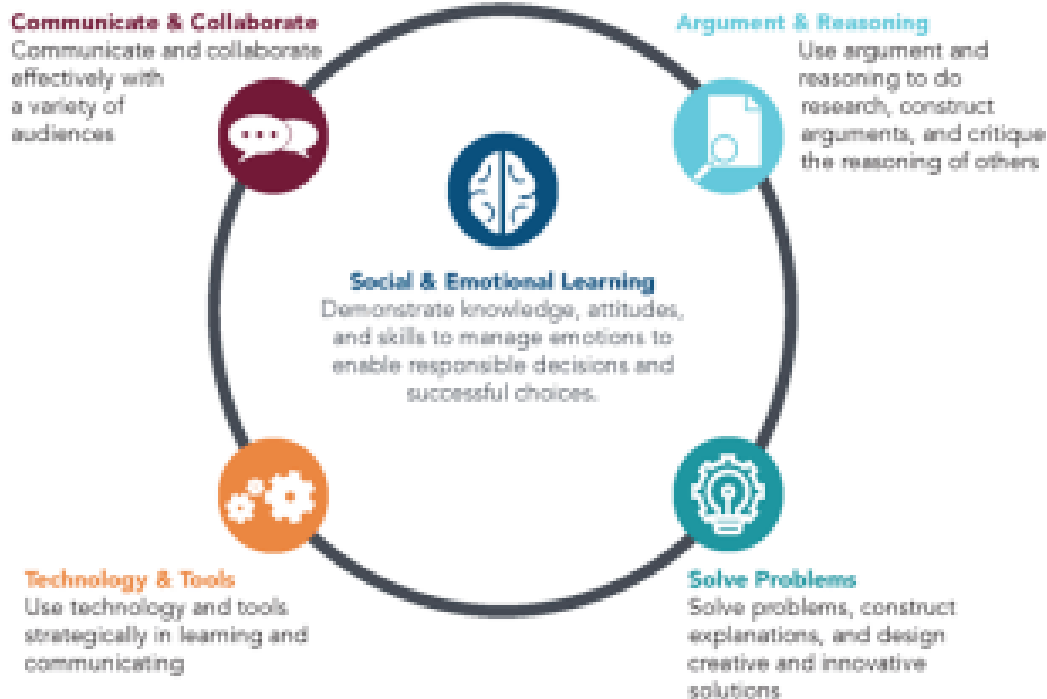 Communicate & Collaborate
Communicate and collaborate
effectively with
a variety of
audiences
Argument & Reasoning
Use argument and
reasoning to do
research, construct
arguments, and critique
the reasoning of others
Social & Emotional Learning
Demonstrate knowledge, attitudes,
and skills to manage emotions to
enable responsible decisions and
successful choices.
Technology & Tools
Use technology and tools
strategically in learning and
communicating
Solve Problems
Solve problems, construct
explanations, and design
creative and innovative
solutions